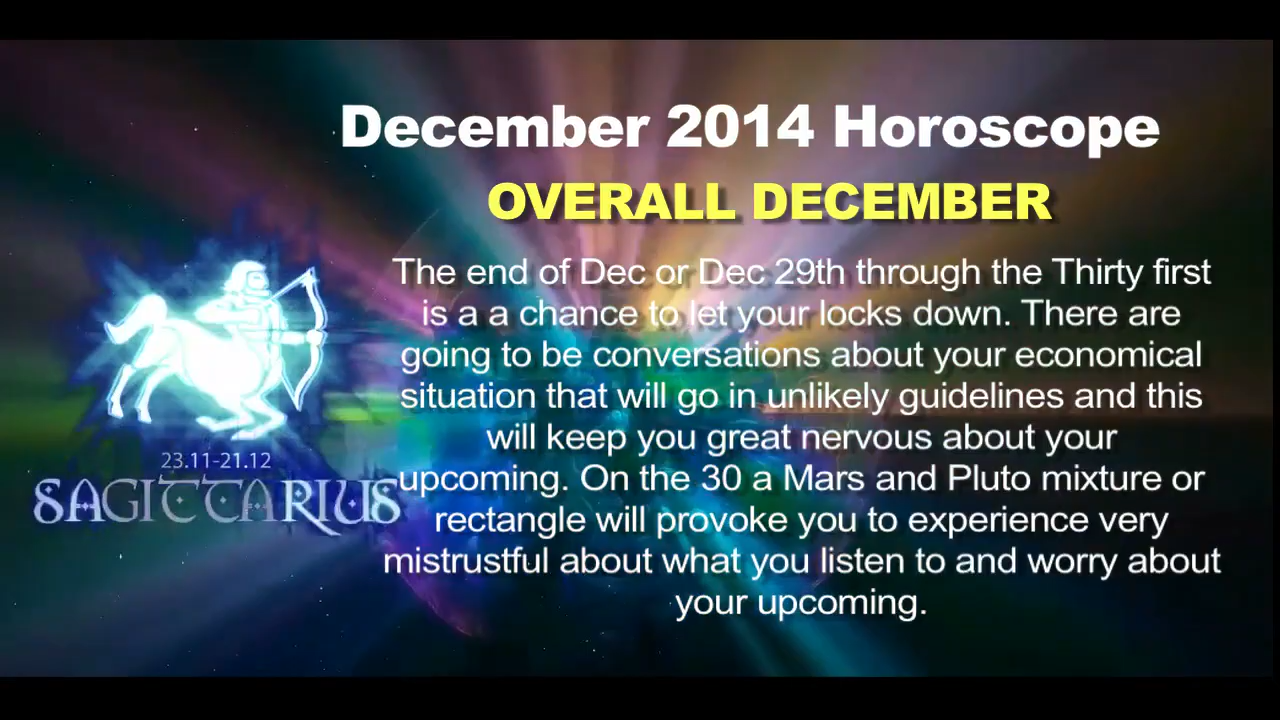 December 2014 Horoscope
OVERALL DECEMBER
The end of Dec or Dec 29th through the Thirty first
is a a chance to let your locks down. There are
going to be conversations about your economical
situation that will go in unlikely guidelines and this
will keep you great nervous about your
upcoming. On the 30 a Mars and Pluto mixture or
rectangle will provoke you to experience very
mistrustful about what you listen to and worry about
your upcoming.
23.11-21.12
SAGITTARIUS